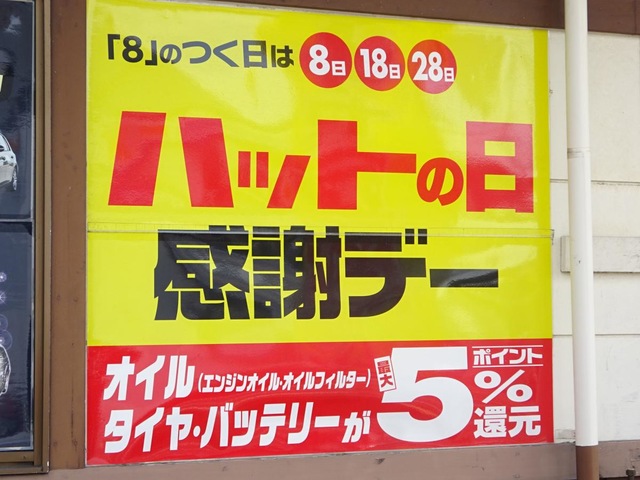 「8」のつく日は 8日 18日 28日
ハットの日
感謝デー
オイル(エンジンオイル・オイルフィルター)
タイヤ・バッテリーが
最大5%
ポイント
還元